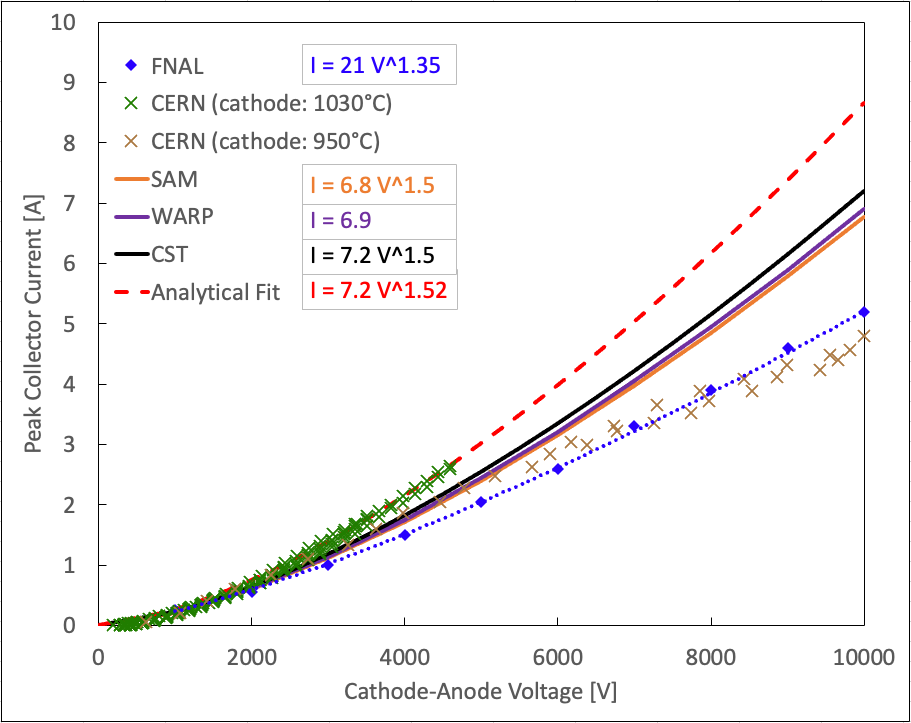 10
9
8
7
6
5
4
3
2
1
0
Peak Collector Current [A]
FNAL I = 21 V^1.35
CERN (cathode: 1030°C)
CERN (cathode: 950°C)
SAM I = 6.8 V^1.5
WARP I = 6.9
CST I = 7.2 V^1.5
Analytical Fit I = 7.2 V^1.52
0 2000 4000 6000 8000 10000
Cathode-Anode Voltage [V]